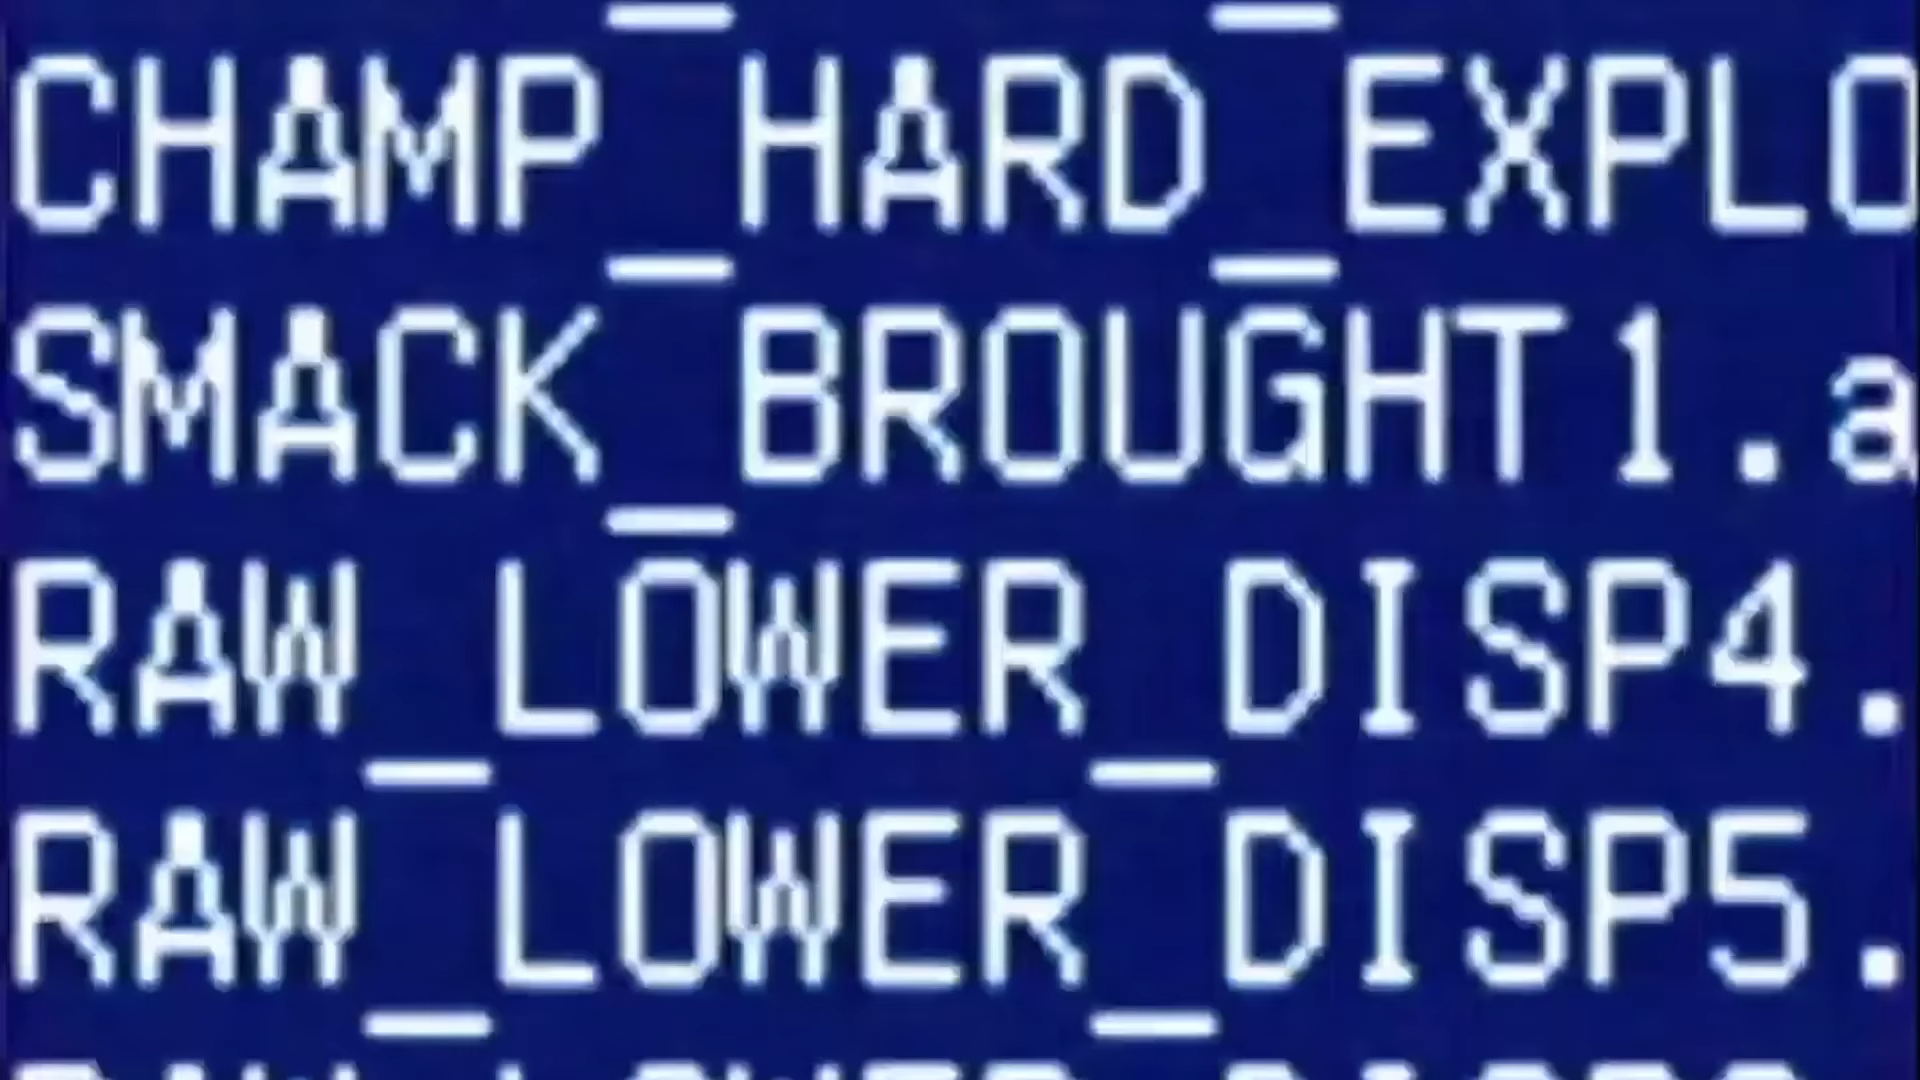 CHAMP_HARD_EXPLO
SMACK_BROUGHT1.a
RAW_LOWER_DISP4.
RAW_LOWER_DISP5.